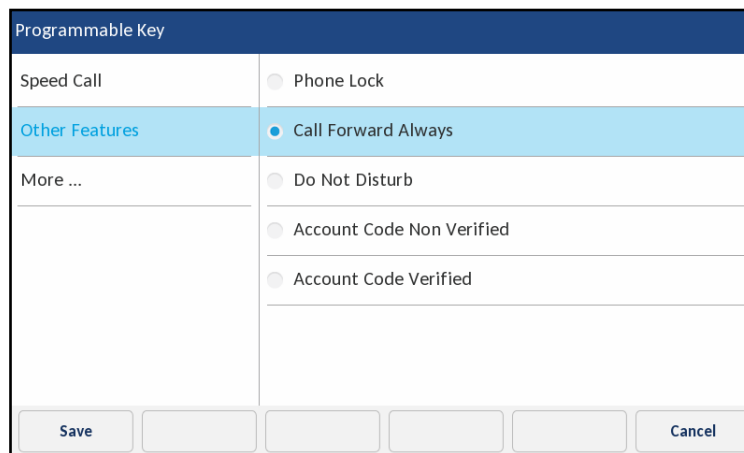 Programmable Key
Speed Call
Other Features
More ...
Phone Lock
Call Forward Always
Do Not Disturb
Account Code Non Verified
Account Code Verified
Save
Cancel